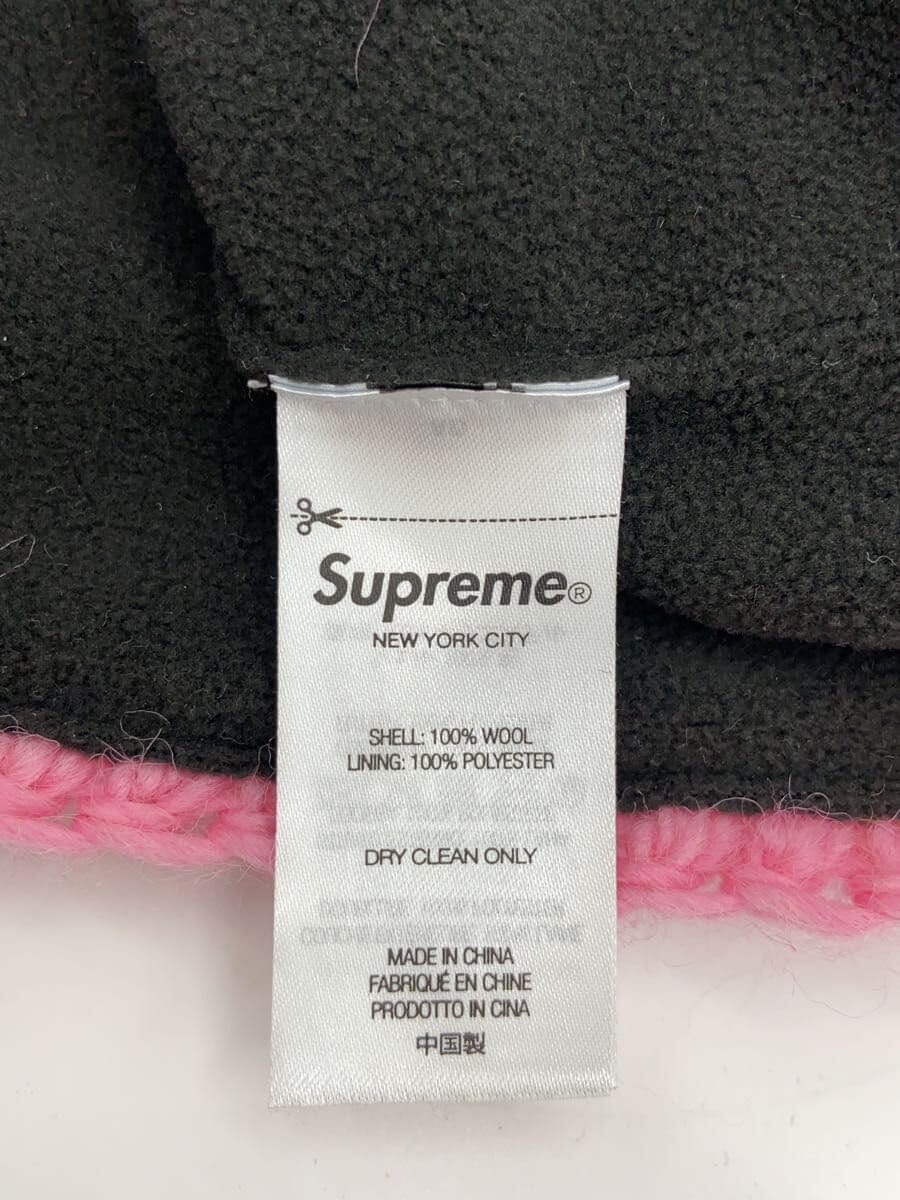 Supreme®
NEW YORK CITY
SHELL: 100% WOOL
LINING: 100% POLYESTER
DRY CLEAN ONLY
MADE IN CHINA
FABRIQUÉ EN CHINE
PRODOTTO IN CINA
中国製